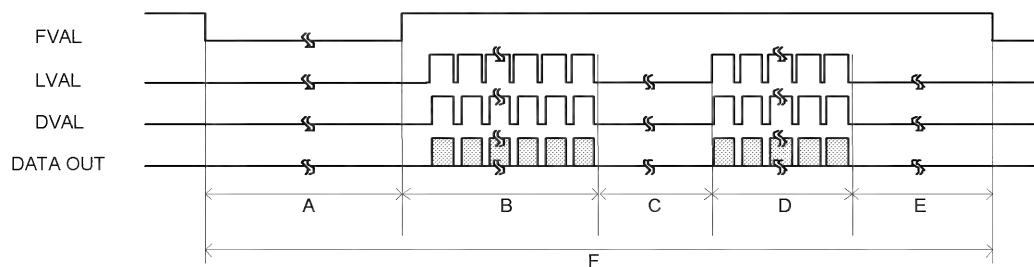 FVAL
LVAL
DVAL
DATA OUT
A B C D E
F